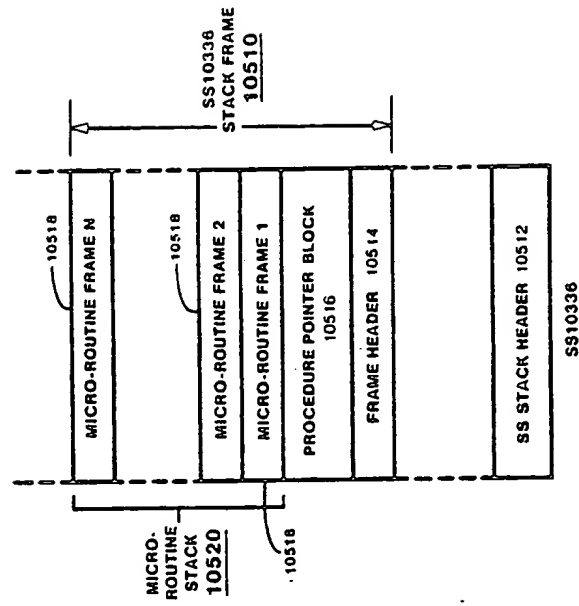 SS10336
STACK FRAME
10510
10518
MICRO-ROUTINE FRAME N
10518
MICRO-ROUTINE FRAME 2
MICRO-ROUTINE FRAME 1
PROCEDURE POINTER BLOCK
10516
FRAME HEADER 10514
SS STACK HEADER 10512
MICRO-
ROUTINE
STACK
10520
10518
SS10336